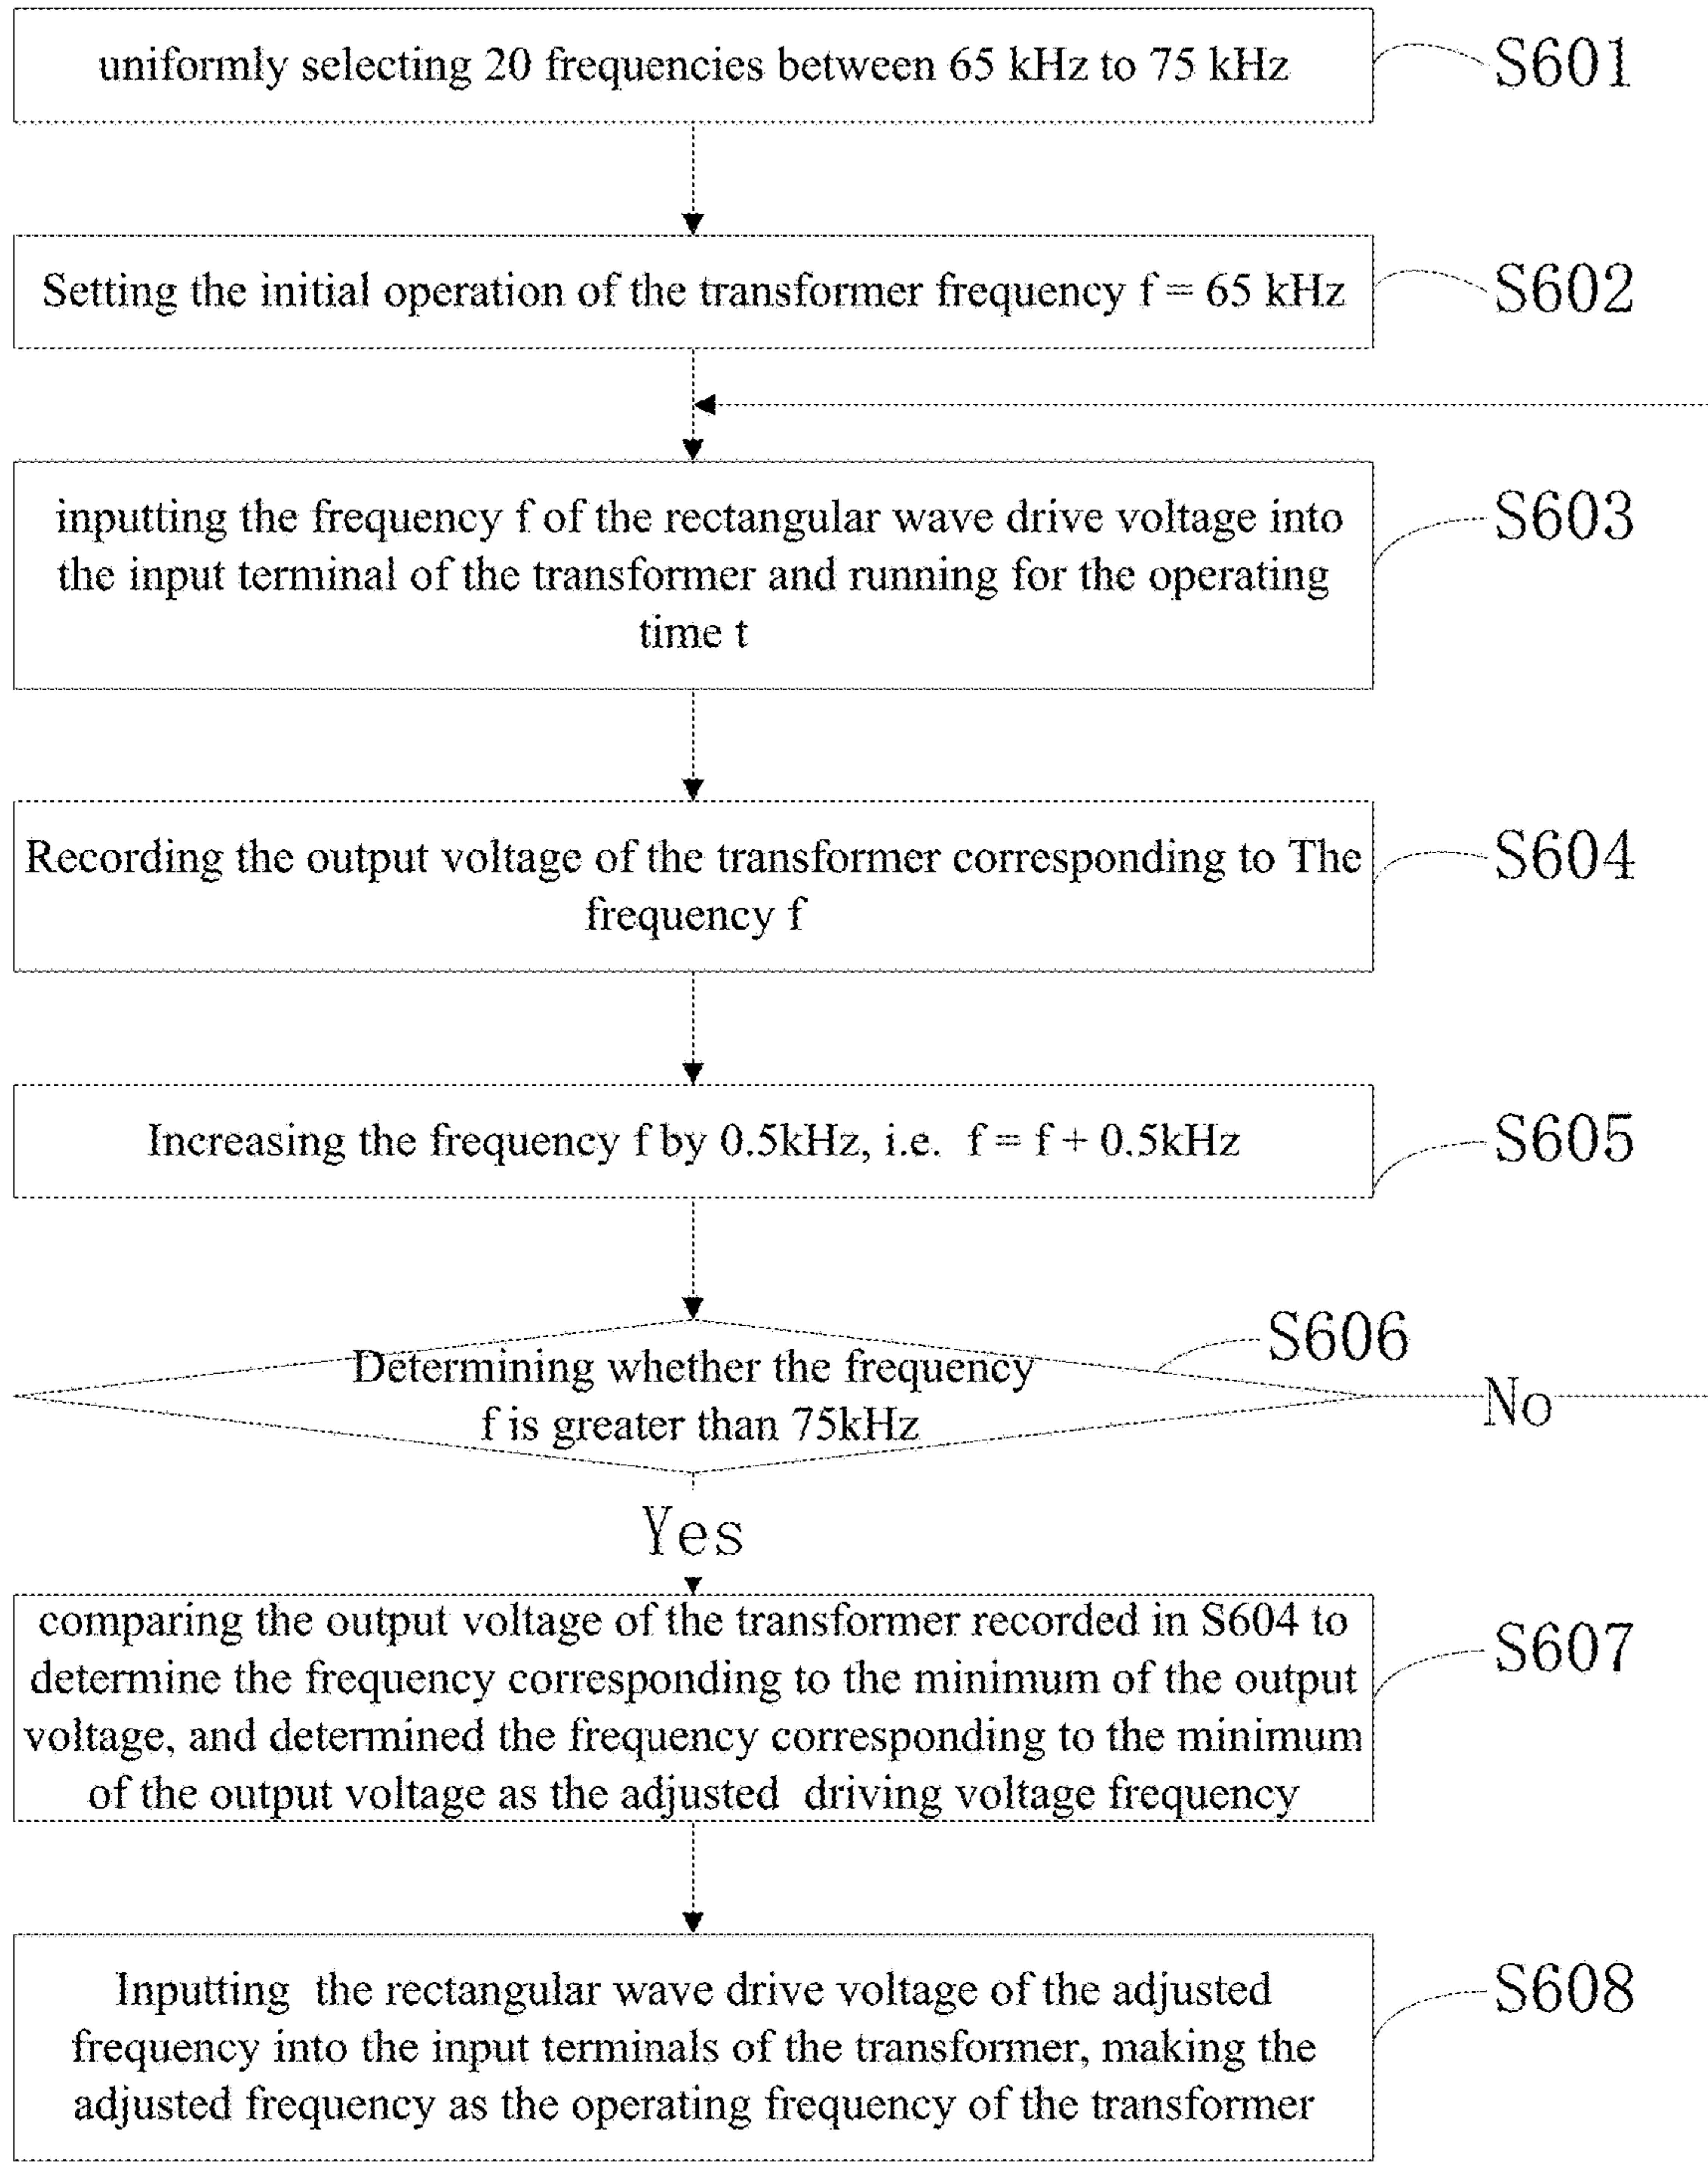 uniformly selecting 20 frequencies between 65 kHz to 75 kHz
S601
Setting the initial operation of the transformer frequency f = 65 kHz
S602
inputting the frequency f of the rectangular wave drive voltage into
the input terminal of the transformer and running for the operating
time t
S603
Recording the output voltage of the transformer corresponding to The
frequency f
S604
Increasing the frequency f by 0.5kHz, i.e. f = f + 0.5kHz
S605
Determining whether the frequency
f is greater than 75kHz
S606
No
Yes
comparing the output voltage of the transformer recorded in S604 to
determine the frequency corresponding to the minimum of the output
voltage, and determined the frequency corresponding to the minimum
of the output voltage as the adjusted driving voltage frequency
S607
Inputting the rectangular wave drive voltage of the adjusted
frequency into the input terminals of the transformer, making the
adjusted frequency as the operating frequency of the transformer
S608